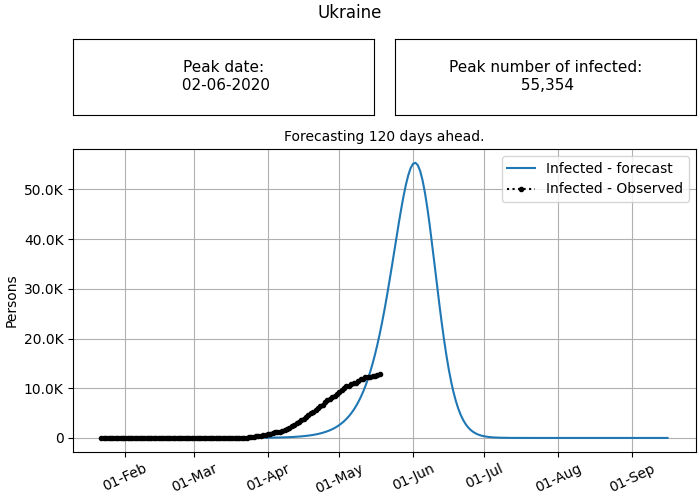 Ukraine
Peak date:
02-06-2020
Peak number of infected:
55,354
Forecasting 120 days ahead.
Infected - forecast
Infected - Observed
Persons
50.0K
40.0K
30.0K
20.0K
10.0K
0
01-Feb
01-Mar
01-Apr
01-May
01-Jun
01-Jul
01-Aug
01-Sep